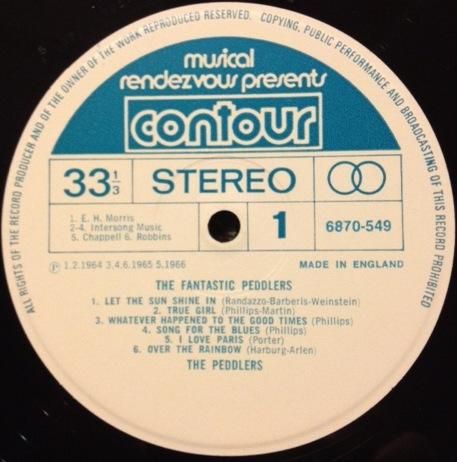 ALL RIGHTS OF THE RECORD PRODUCER AND OF THE OWNER OF THE WORK REPRODUCED RESERVED. COPYING, PUBLIC PERFORMANCE AND BROADCASTING OF THIS RECORD PROHIBITED
musical
rendezvous presents
contour
33 1/3 STEREO
1. E. H. Morris
2-4. Intersong Music
5. Chappell 6. Robbins
1 6870-549
Ⓟ 1,2.1964 3,4,6.1965 5,1966 MADE IN ENGLAND
THE FANTASTIC PEDDLERS
1. LET THE SUN SHINE IN (Randazzo-Barberis-Weinstein)
2. TRUE GIRL (Phillips-Martin)
3. WHATEVER HAPPENED TO THE GOOD TIMES (Phillips)
4. SONG FOR THE BLUES (Phillips)
5. I LOVE PARIS (Porter)
6. OVER THE RAINBOW (Harburg-Arlen)
THE PEDDLERS